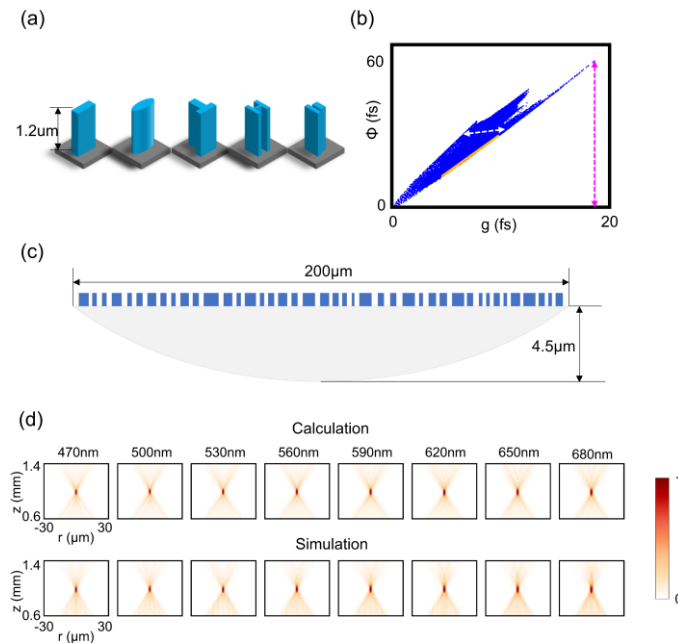 (a)
1.2um
(b)
60
Φ (fs)
0
0
g (fs)
20
(c)
200μm
4.5μm
(d)
Calculation
470nm 500nm 530nm 560nm 590nm 620nm 650nm 680nm
1.4
z (mm)
0.6
-30 30
r (μm)
Simulation
1.4
z (mm)
0.6
-30 30
r (μm)
1
0